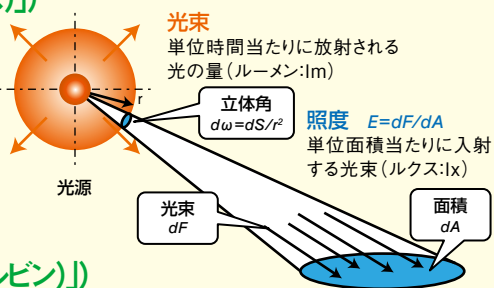 光束
単位時間当たりに放射される
光の量(ルーメン:lm)
r
立体角
dω=dS/r²
照度 E=dF/dA
単位面積当たりに入射
する光束(ルクス:lx)
光源
光束
dF
面積
dA
ルビン)])